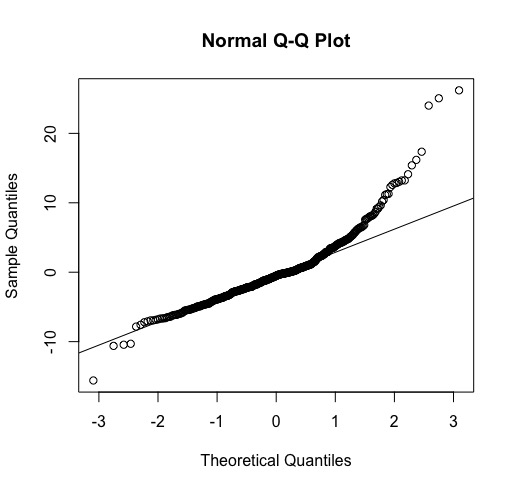 Normal Q-Q Plot
Sample Quantiles
20
10
0
-10
-3 -2 -1 0 1 2 3
Theoretical Quantiles